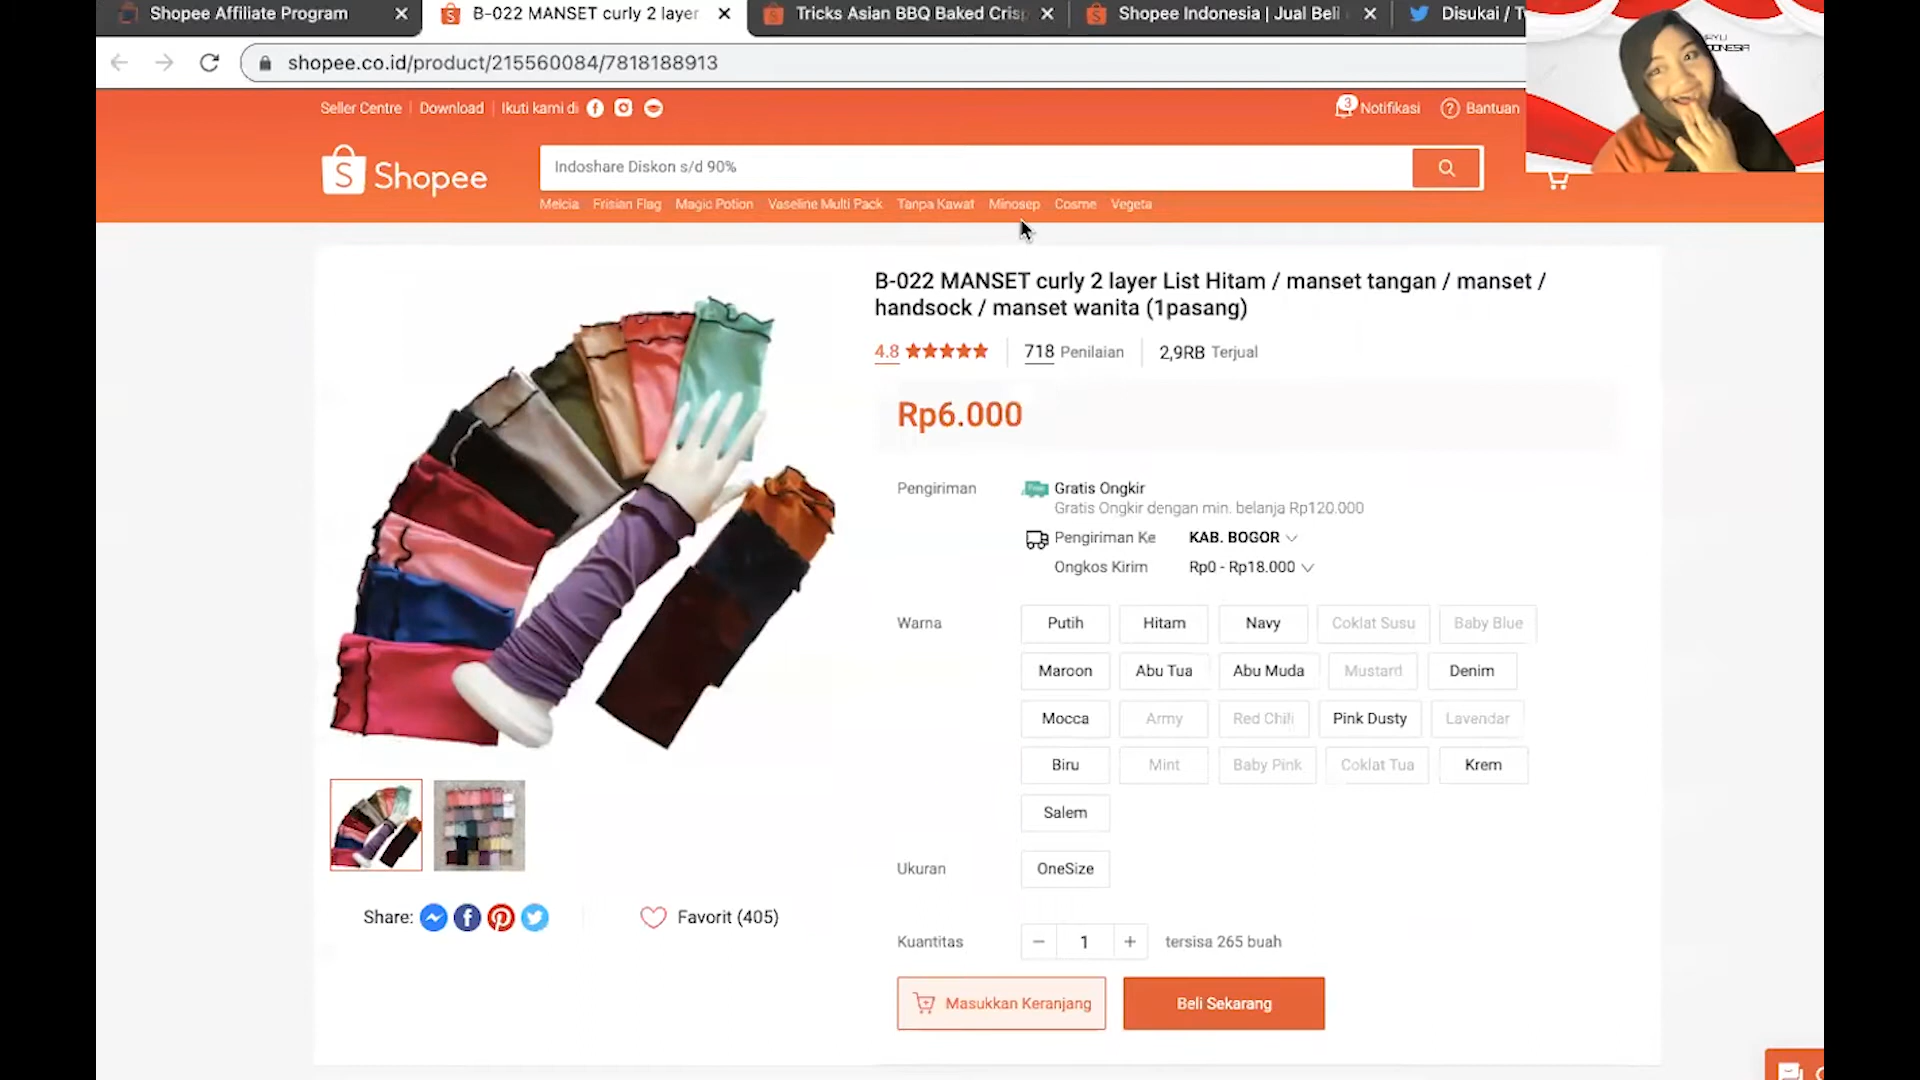 Shopee Affiliate Program
B-022 MANSET curly 2 layer
Tricks Asian BBQ Baked Crisp
Shopee Indonesia | Jual Beli
Disukai / T
shopee.co.id/product/215560084/7818188913
Seller Centre
Download
Ikuti kami di
3
Notifikasi
Bantuan
Shopee
Indoshare Diskon s/d 90%
Melcia Frisian Flag Magic Potion Vaseline Multi Pack Tanpa Kawat Minosep Cosme Vegeta
B-022 MANSET curly 2 layer List Hitam / manset tangan / manset /
handsock / manset wanita (1pasang)
4.8
718 Penilaian
2,9RB Terjual
Rp6.000
Pengiriman
Gratis Ongkir
Gratis Ongkir dengan min. belanja Rp120.000
Pengiriman Ke KAB. BOGOR
Ongkos Kirim Rp0 - Rp18.000
Warna
Putih Hitam Navy Coklat Susu Baby Blue
Maroon Abu Tua Abu Muda Mustard Denim
Mocca Army Red Chili Pink Dusty Lavendar
Biru Mint Baby Pink Coklat Tua Krem
Salem
Ukuran OneSize
Share:
Favorit (405)
Kuantitas
1
tersisa 265 buah
Masukkan Keranjang
Beli Sekarang